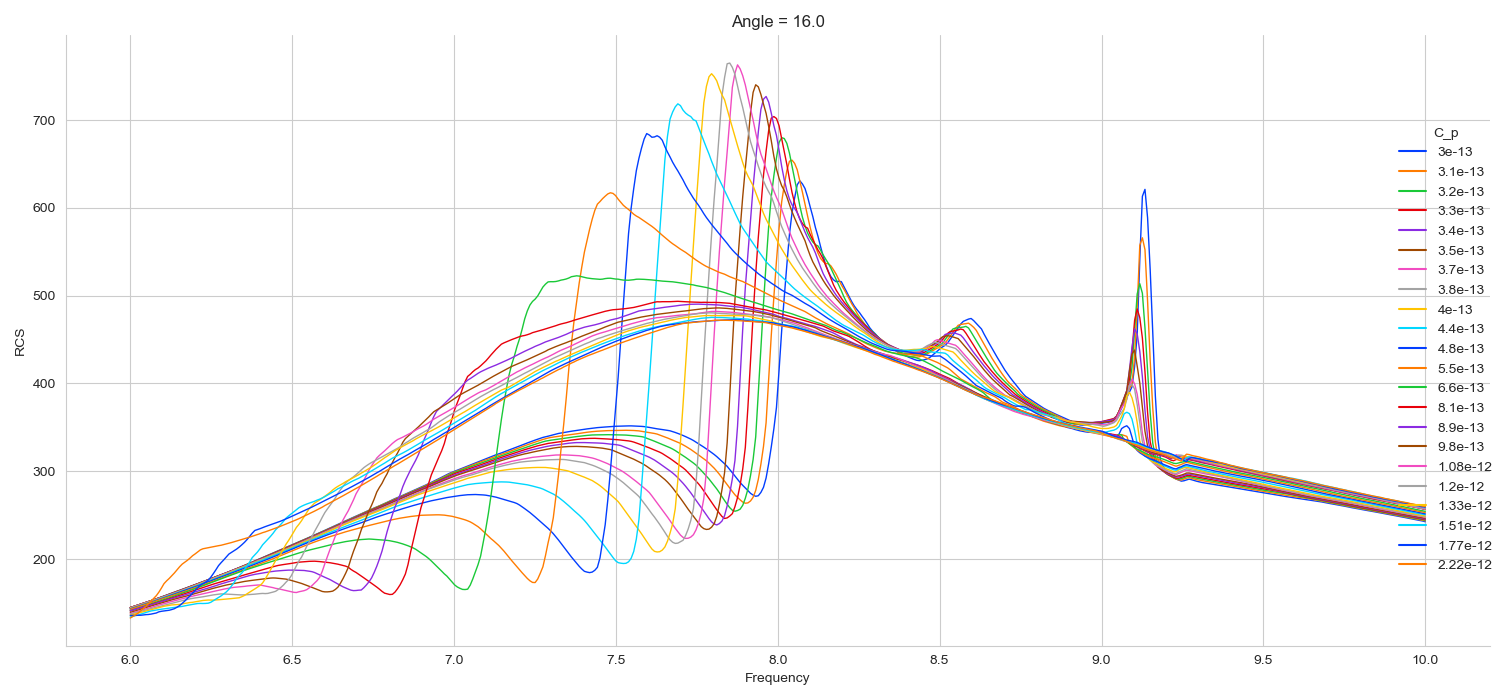 Angle = 16.0
700
600
500
400
300
200
RCS
6.0
6.5
7.0
7.5
8.0
8.5
9.0
9.5
10.0
Frequency
C_p
3e-13
3.1e-13
3.2e-13
3.3e-13
3.4e-13
3.5e-13
3.7e-13
3.8e-13
4e-13
4.4e-13
4.8e-13
5.5e-13
6.6e-13
8.1e-13
8.9e-13
9.8e-13
1.08e-12
1.2e-12
1.33e-12
1.51e-12
1.77e-12
2.22e-12